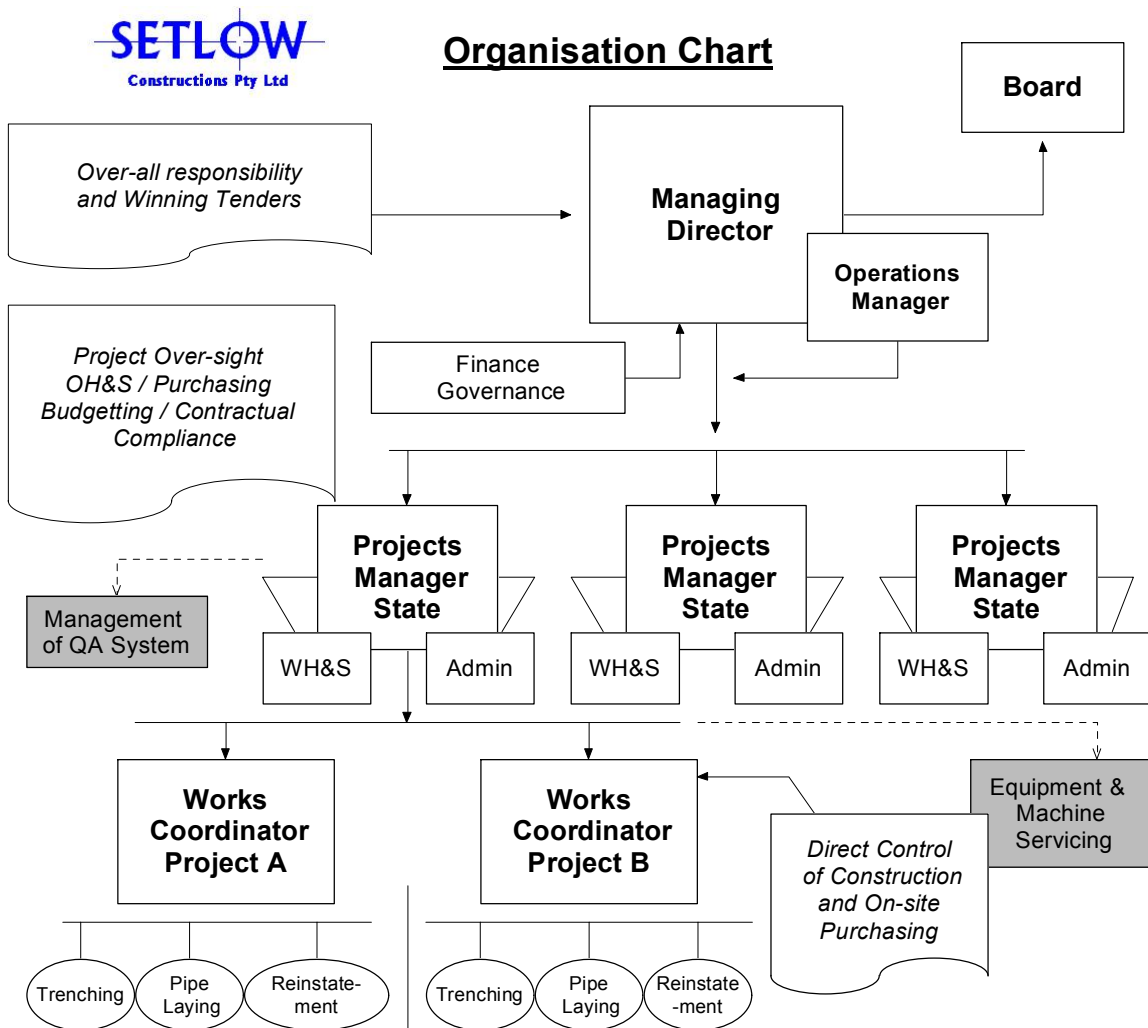 SETLOW
Constructions Pty Ltd
Organisation Chart
Board
Over-all responsibility
and Winning Tenders
Managing
Director
Operations
Manager
Project Over-sight
OH&S / Purchasing
Budgetting / Contractual
Compliance
Finance
Governance
Projects
Manager
State
Projects
Manager
State
Projects
Manager
State
Management
of QA System
WH&S
Admin
WH&S
Admin
WH&S
Admin
Works
Coordinator
Project A
Works
Coordinator
Project B
Equipment &
Machine
Servicing
Direct Control
of Construction
and On-site
Purchasing
Trenching
Pipe
Laying
Reinstate-
ment
Trenching
Pipe
Laying
Reinstate
-ment